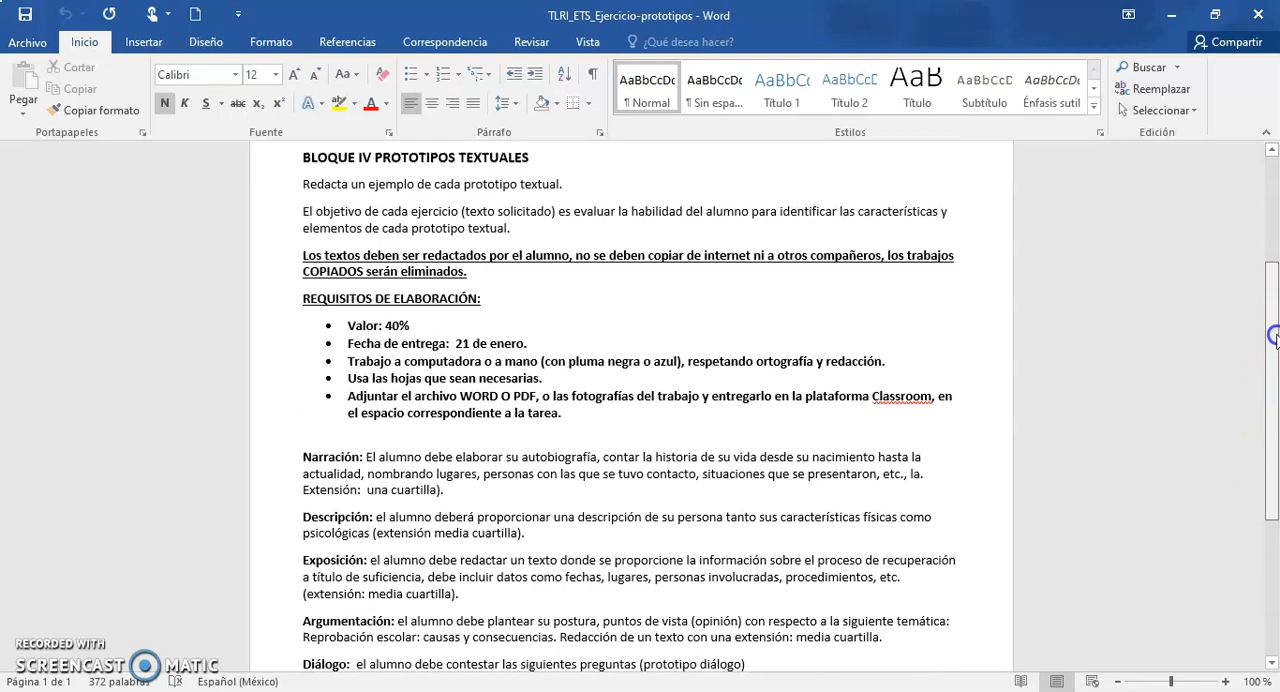 TLRI_ETS_Ejercicio-prototipos - Word
Archivo Inicio Insertar Diseño Formato Referencias Correspondencia Revisar Vista ¿Qué desea hacer? Compartir
Pegar
Cortar
Copiar
Copiar formato
Portapapeles
Calibri 12
N K S abc x₂ x²
Fuente
Párrafo
AaBbCcDc AaBbCcDc AaBbCc AaBbCcD AaB AaBbCcD AaBbCcDc
¶ Normal ¶ Sin espa... Título 1 Título 2 Título Subtítulo Énfasis sutil
Estilos
Buscar
Reemplazar
Seleccionar
Edición
BLOQUE IV PROTOTIPOS TEXTUALES
Redacta un ejemplo de cada prototipo textual.
El objetivo de cada ejercicio (texto solicitado) es evaluar la habilidad del alumno para identificar las características y
elementos de cada prototipo textual.
Los textos deben ser redactados por el alumno, no se deben copiar de internet ni a otros compañeros, los trabajos
COPIADOS serán eliminados.
REQUISITOS DE ELABORACIÓN:
• Valor: 40%
• Fecha de entrega: 21 de enero.
• Trabajo a computadora o a mano (con pluma negra o azul), respetando ortografía y redacción.
• Usa las hojas que sean necesarias.
• Adjuntar el archivo WORD O PDF, o las fotografías del trabajo y entregarlo en la plataforma Classroom, en
el espacio correspondiente a la tarea.
Narración: El alumno debe elaborar su autobiografía, contar la historia de su vida desde su nacimiento hasta la
actualidad, nombrando lugares, personas con las que se tuvo contacto, situaciones que se presentaron, etc., la.
Extensión: una cuartilla).
Descripción: el alumno deberá proporcionar una descripción de su persona tanto sus características físicas como
psicológicas (extensión media cuartilla).
Exposición: el alumno debe redactar un texto donde se proporcione la información sobre el proceso de recuperación
a título de suficiencia, debe incluir datos como fechas, lugares, personas involucradas, procedimientos, etc.
(extensión: media cuartilla).
Argumentación: el alumno debe plantear su postura, puntos de vista (opinión) con respecto a la siguiente temática:
Reprobación escolar: causas y consecuencias. Redacción de un texto con una extensión: media cuartilla.
Diálogo: el alumno debe contestar las siguientes preguntas (prototipo diálogo)
RECORDED WITH
SCREENCAST MATIC
Página 1 de 1 372 palabras Español (México) 100 %